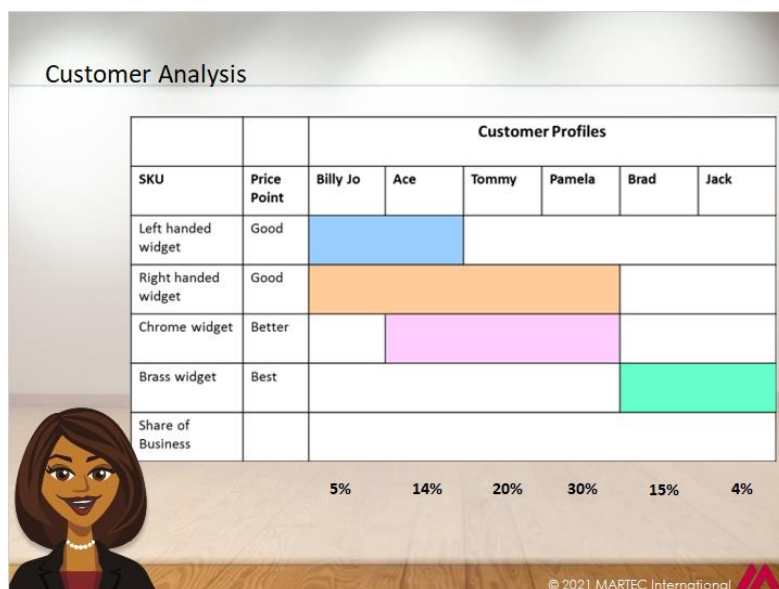 Customer Analysis
Customer Profiles
SKU Price Point Billy Jo Ace Tommy Pamela Brad Jack
Left handed widget Good
Right handed widget Good
Chrome widget Better
Brass widget Best
Share of Business
5% 14% 20% 30% 15% 4%
© 2021 MARTEC International